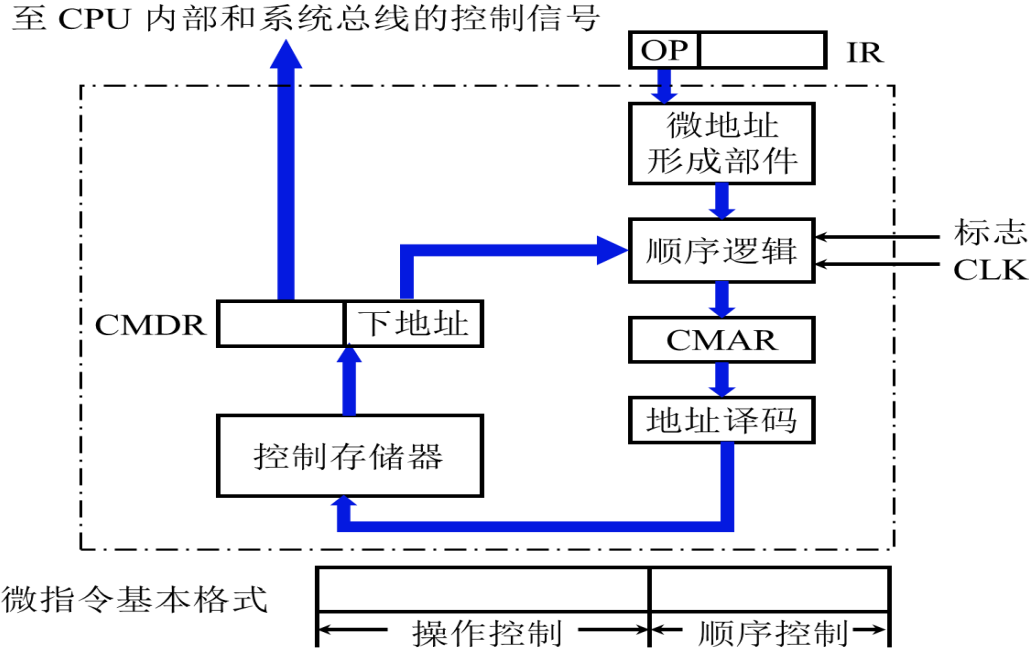 至 CPU 内部和系统总线的控制信号
OP
IR
微地址
形成部件
顺序逻辑
标志
CLK
CMDR
下地址
CMAR
地址译码
控制存储器
微指令基本格式
操作控制
顺序控制